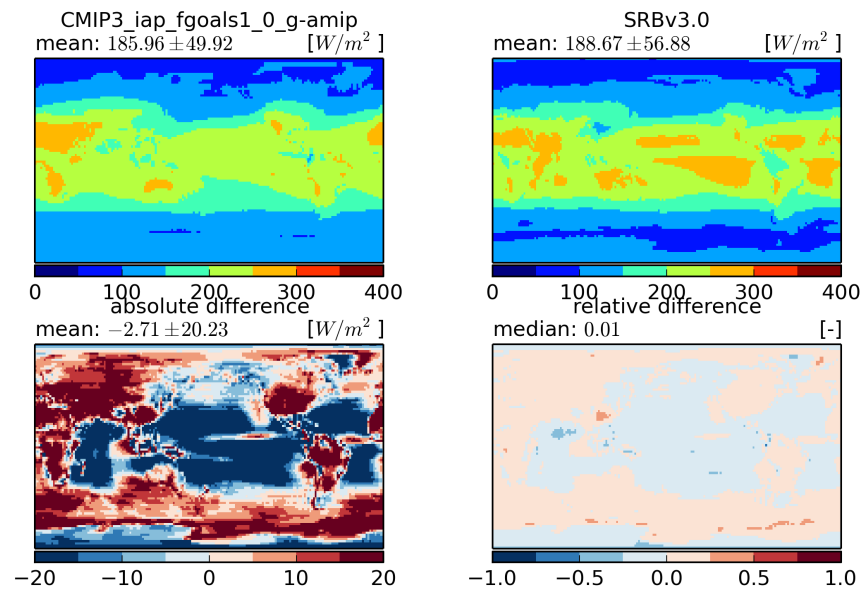 CMIP3_iap_fgoals1_0_g-amip
mean: 185.96±49.92 [W/m² ]
0 100 200 300 400
SRBv3.0
mean: 188.67±56.88 [W/m² ]
0 100 200 300 400
absolute difference
mean: −2.71±20.23 [W/m² ]
−20 −10 0 10 20
relative difference
median: 0.01 [-]
−1.0 −0.5 0.0 0.5 1.0